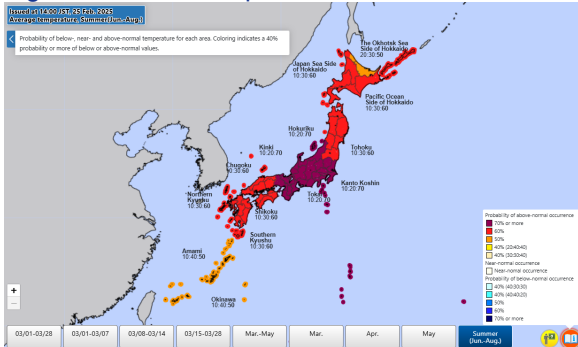 Issued at 14:00 JST, 25 Feb. 2025
Average temperature, Summer(Jun.-Aug.)
Probability of below-, near- and above-normal temperature for each area. Coloring indicates a 40%
probability or more of below or above-normal values.
The Okhotsk Sea
Side of Hokkaido
20:30:50
Japan Sea Side
of Hokkaido
10:30:60
Pacific Ocean
Side of Hokkaido
10:30:60
Hokuriku
10:20:70
Tohoku
10:30:60
Kinki
10:20:70
Kanto Koshin
10:20:70
Chugoku
10:30:60
Tokai
10:20:70
Northern
Kyushu
10:30:60
Shikoku
10:30:60
Southern
Kyushu
10:30:60
Amami
10:40:50
Okinawa
10:40:50
Probability of above-normal occurrence
70% or more
60%
50%
40% (20:40:40)
40% (30:30:40)
Near-normal occurrence
Near-normal occurrence
Probability of below-normal occurrence
40% (40:30:30)
40% (40:40:20)
50%
60%
70% or more
+
−
03/01-03/28
03/01-03/07
03/08-03/14
03/15-03/28
Mar.-May
Mar.
Apr.
May
Summer
(Jun.-Aug.)